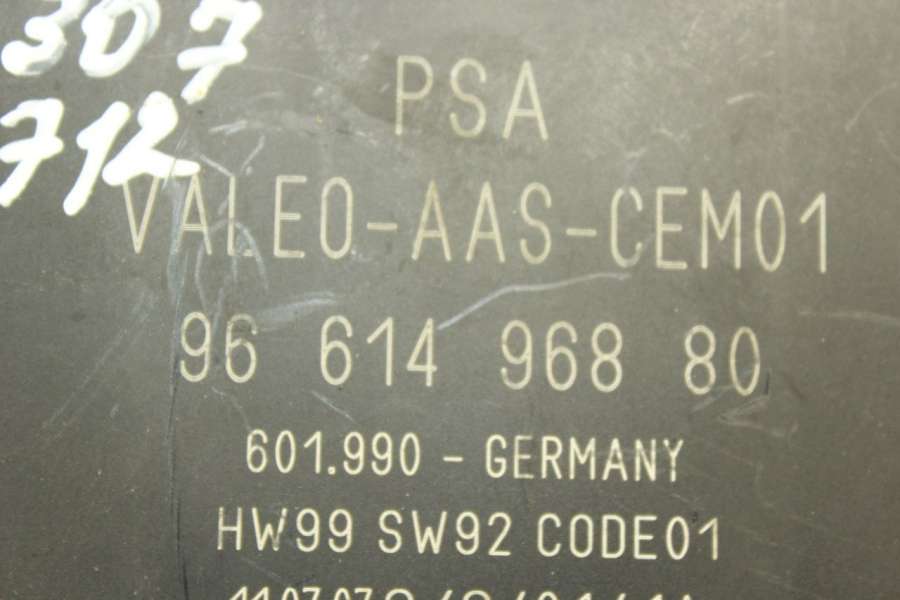 307
712
PSA
VALEO-AAS-CEM01
96 614 968 80
601.990 - GERMANY
HW99 SW92 CODE01